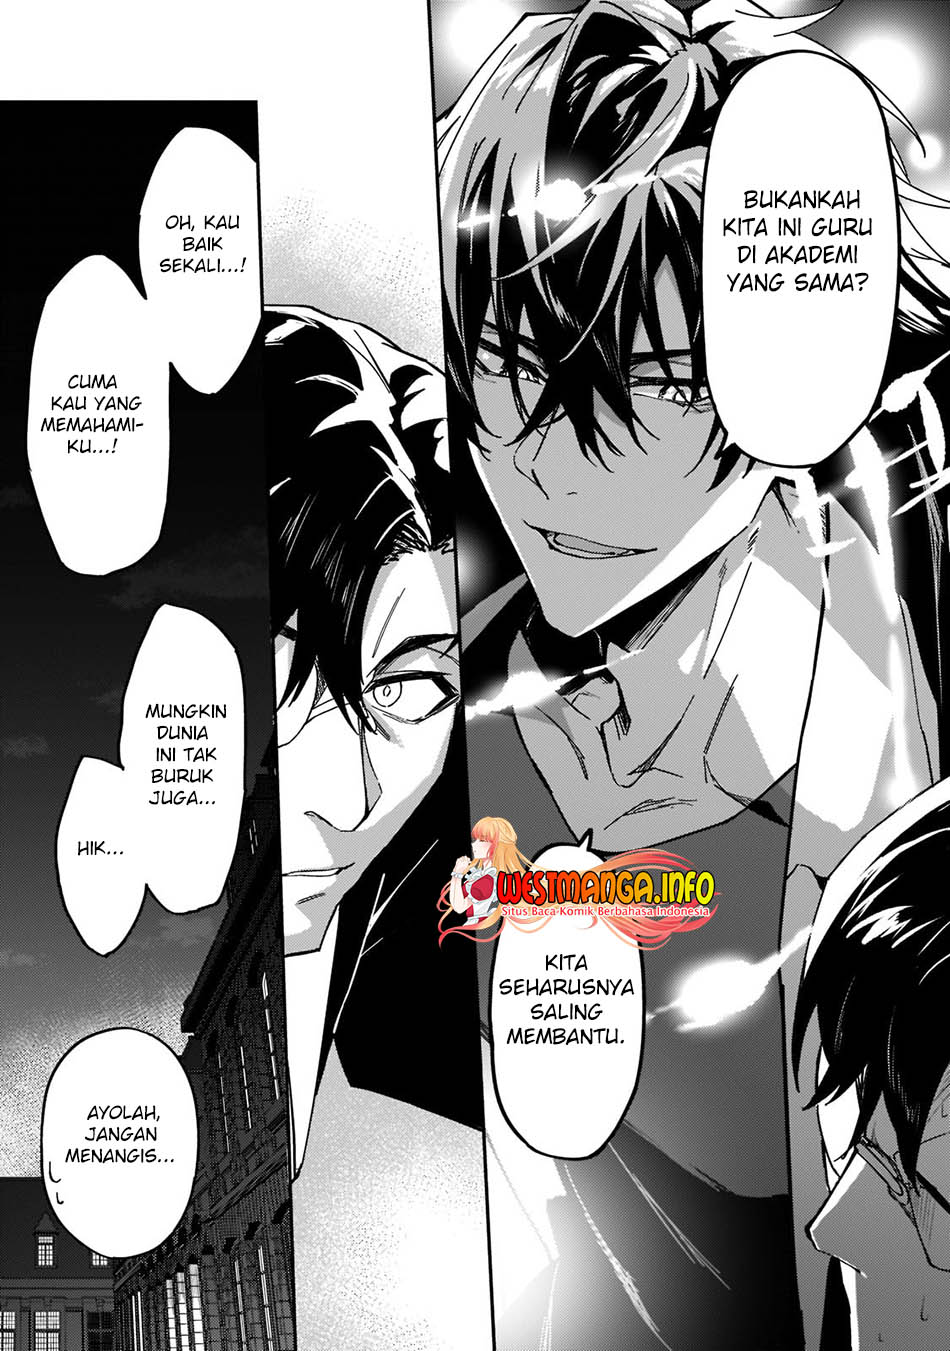 BUKANKAH
KITA INI GURU
DI AKADEMI
YANG SAMA?
KITA
SEHARUSNYA
SALING
MEMBANTU.
WESTMANGA.INFO
Situs Baca Komik Berbahasa Indonesia
OH, KAU
BAIK
SEKALI...!
CUMA
KAU YANG
MEMAHAMI-
KU...!
MUNGKIN
DUNIA
INI TAK
BURUK
JUGA...
HIK...
AYOLAH,
JANGAN
MENANGIS...